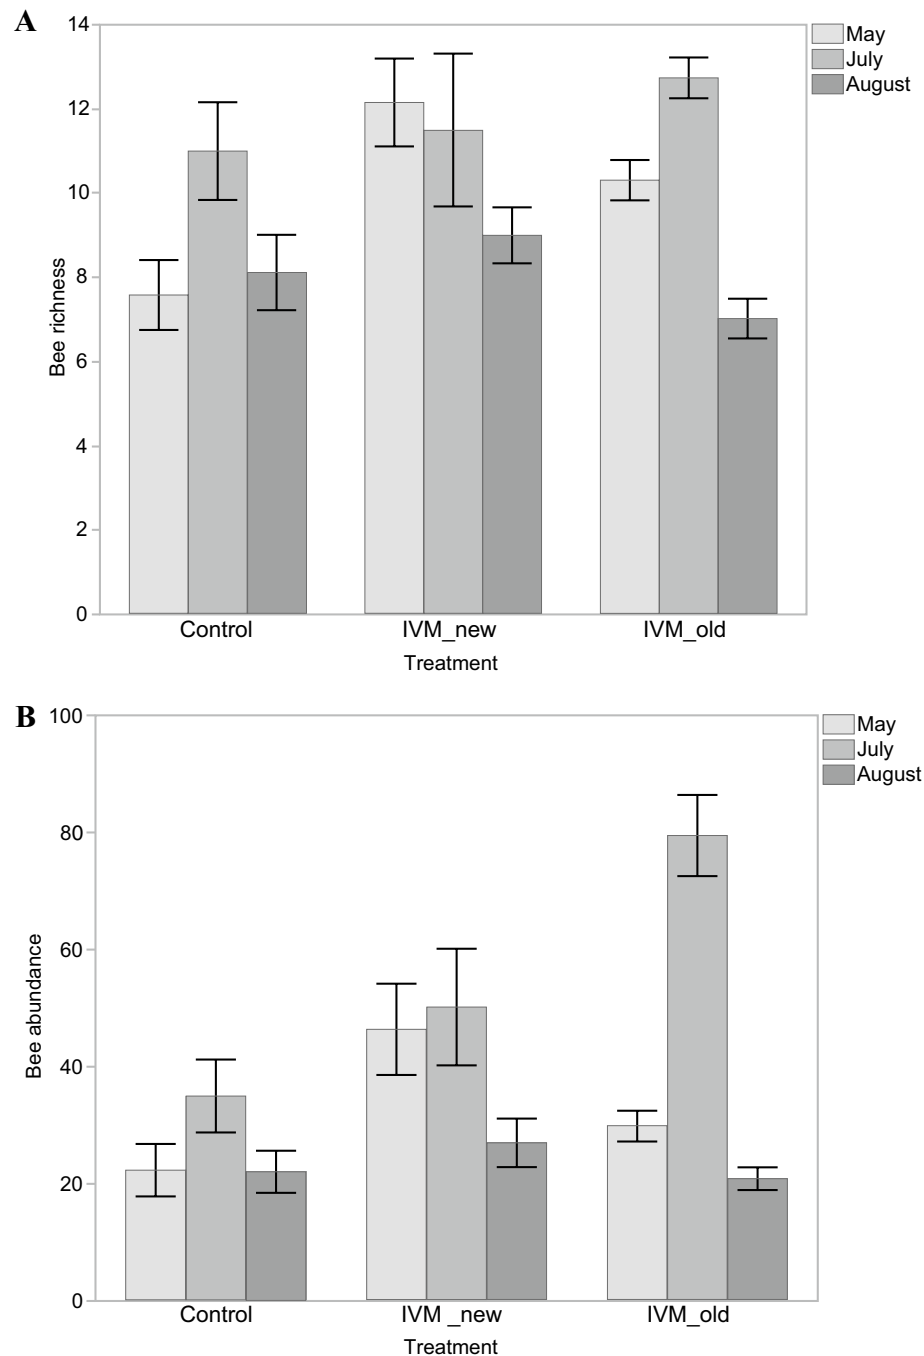 A
14
12
10
8
6
4
2
0
Bee richness
Control
IVM_new
IVM_old
Treatment
May
July
August
B
100
80
60
40
20
0
Bee abundance
Control
IVM _new
IVM_old
Treatment
May
July
August